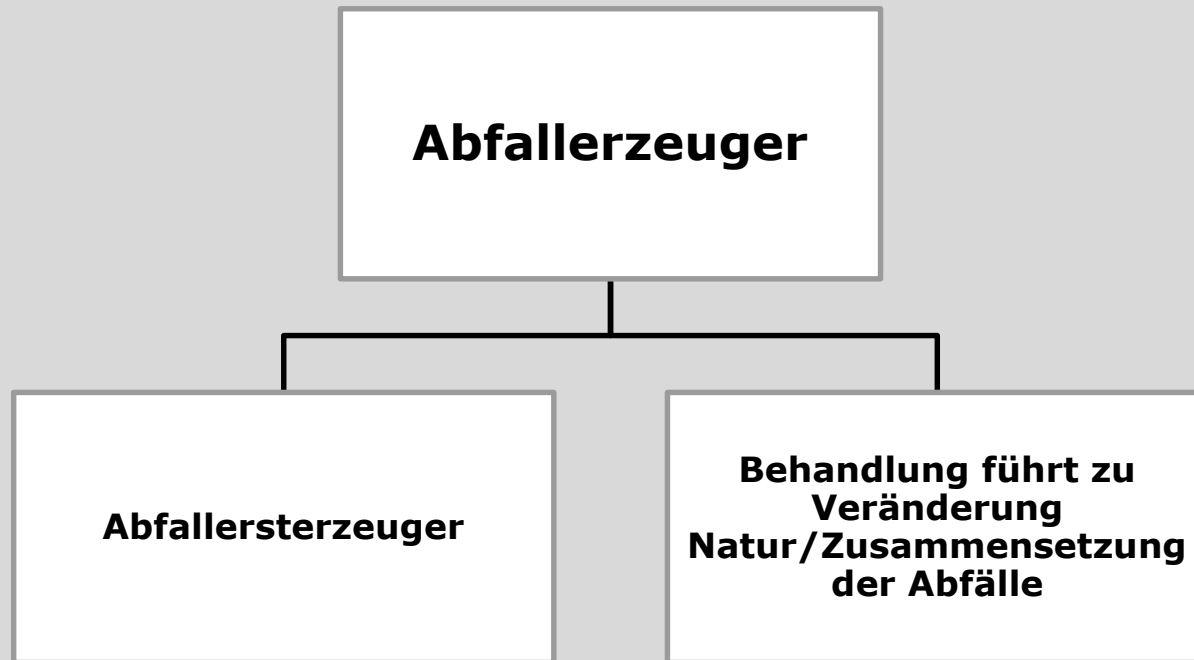 Abfallerzeuger
Abfallersterzeuger
Behandlung führt zu
Veränderung
Natur/Zusammensetzung
der Abfälle